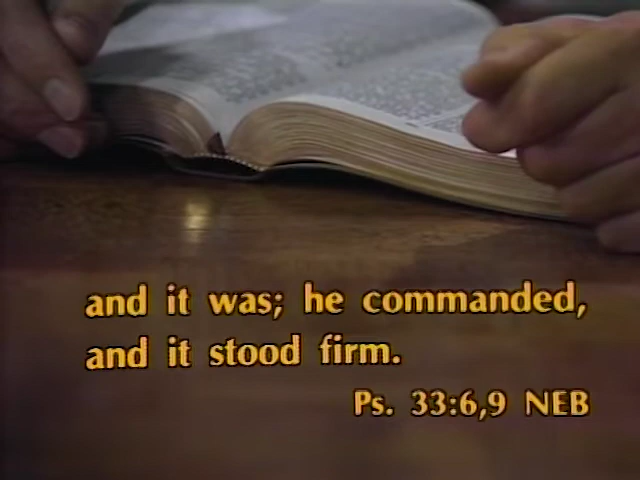 and it was; he commanded,
and it stood firm.
Ps. 33:6,9 NEB